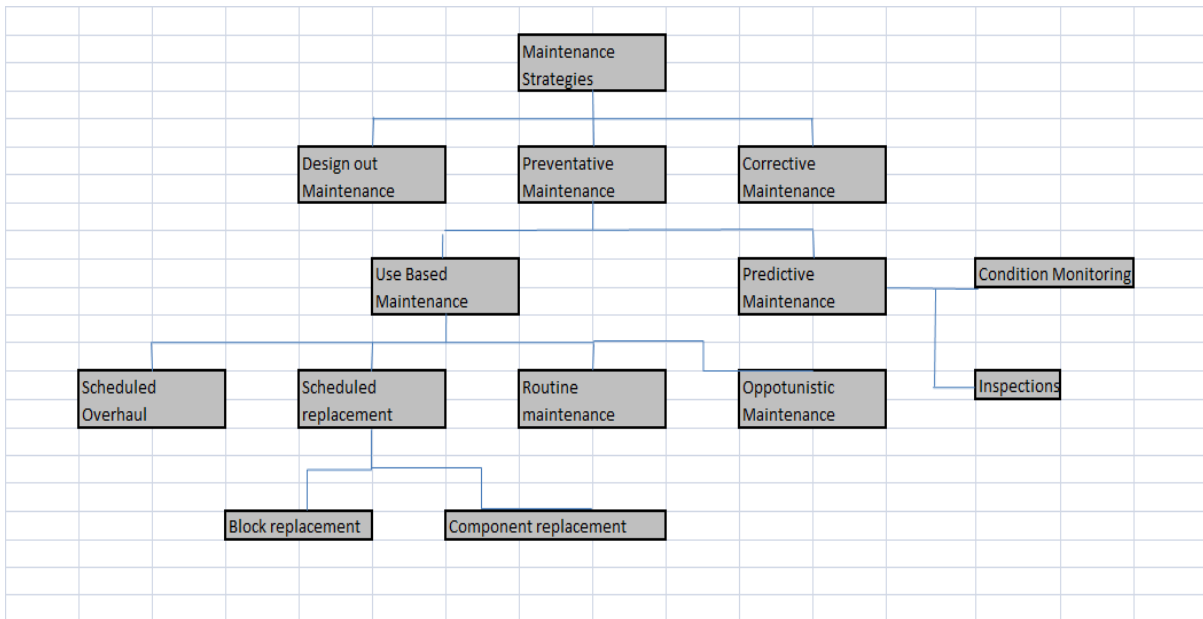 Maintenance
Strategies
Design out
Maintenance
Preventative
Maintenance
Corrective
Maintenance
Use Based
Maintenance
Predictive
Maintenance
Condition Monitoring
Scheduled
Overhaul
Scheduled
replacement
Routine
maintenance
Oppotunistic
Maintenance
Inspections
Block replacement
Component replacement